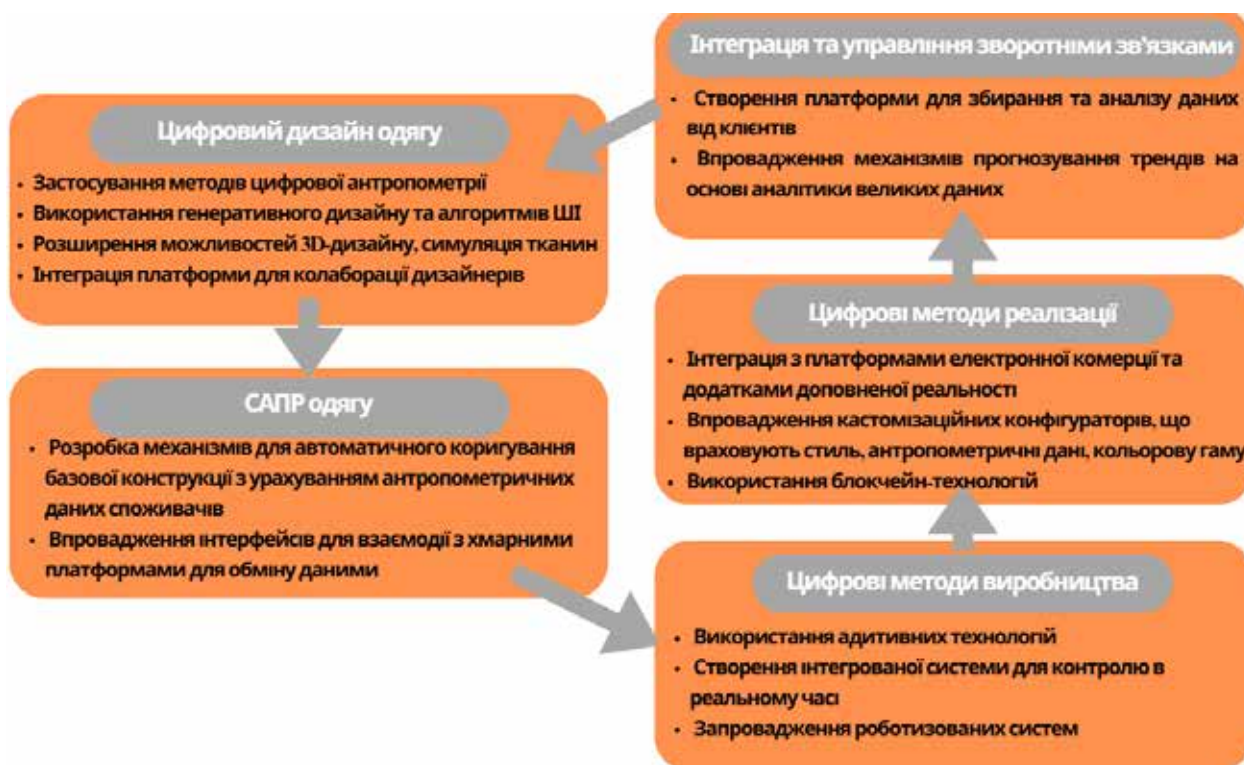 Цифровий дизайн одягу
• Застосування методів цифрової антропометрії
• Використання генеративного дизайну та алгоритмів ШІ
• Розширення можливостей 3D-дизайну, симуляція тканин
• Інтеграція платформи для колаборації дизайнерів
САПР одягу
• Розробка механізмів для автоматичного коригування
базової конструкції з урахуванням антропометричних
даних споживачів
• Впровадження інтерфейсів для взаємодії з хмарними
платформами для обміну даними
Цифрові методи виробництва
• Використання адитивних технологій
• Створення інтегрованої системи для контролю в
реальному часі
• Запровадження роботизованих систем
Цифрові методи реалізації
• Інтеграція з платформами електронної комерції та
додатками доповненої реальності
• Впровадження кастомізаційних конфігураторів, що
враховують стиль, антропометричні дані, кольорову гаму
• Використання блокчейн-технологій
Інтеграція та управління зворотніми зв'язками
• Створення платформи для збирання та аналізу даних
від клієнтів
• Впровадження механізмів прогнозування трендів на
основі аналітики великих даних